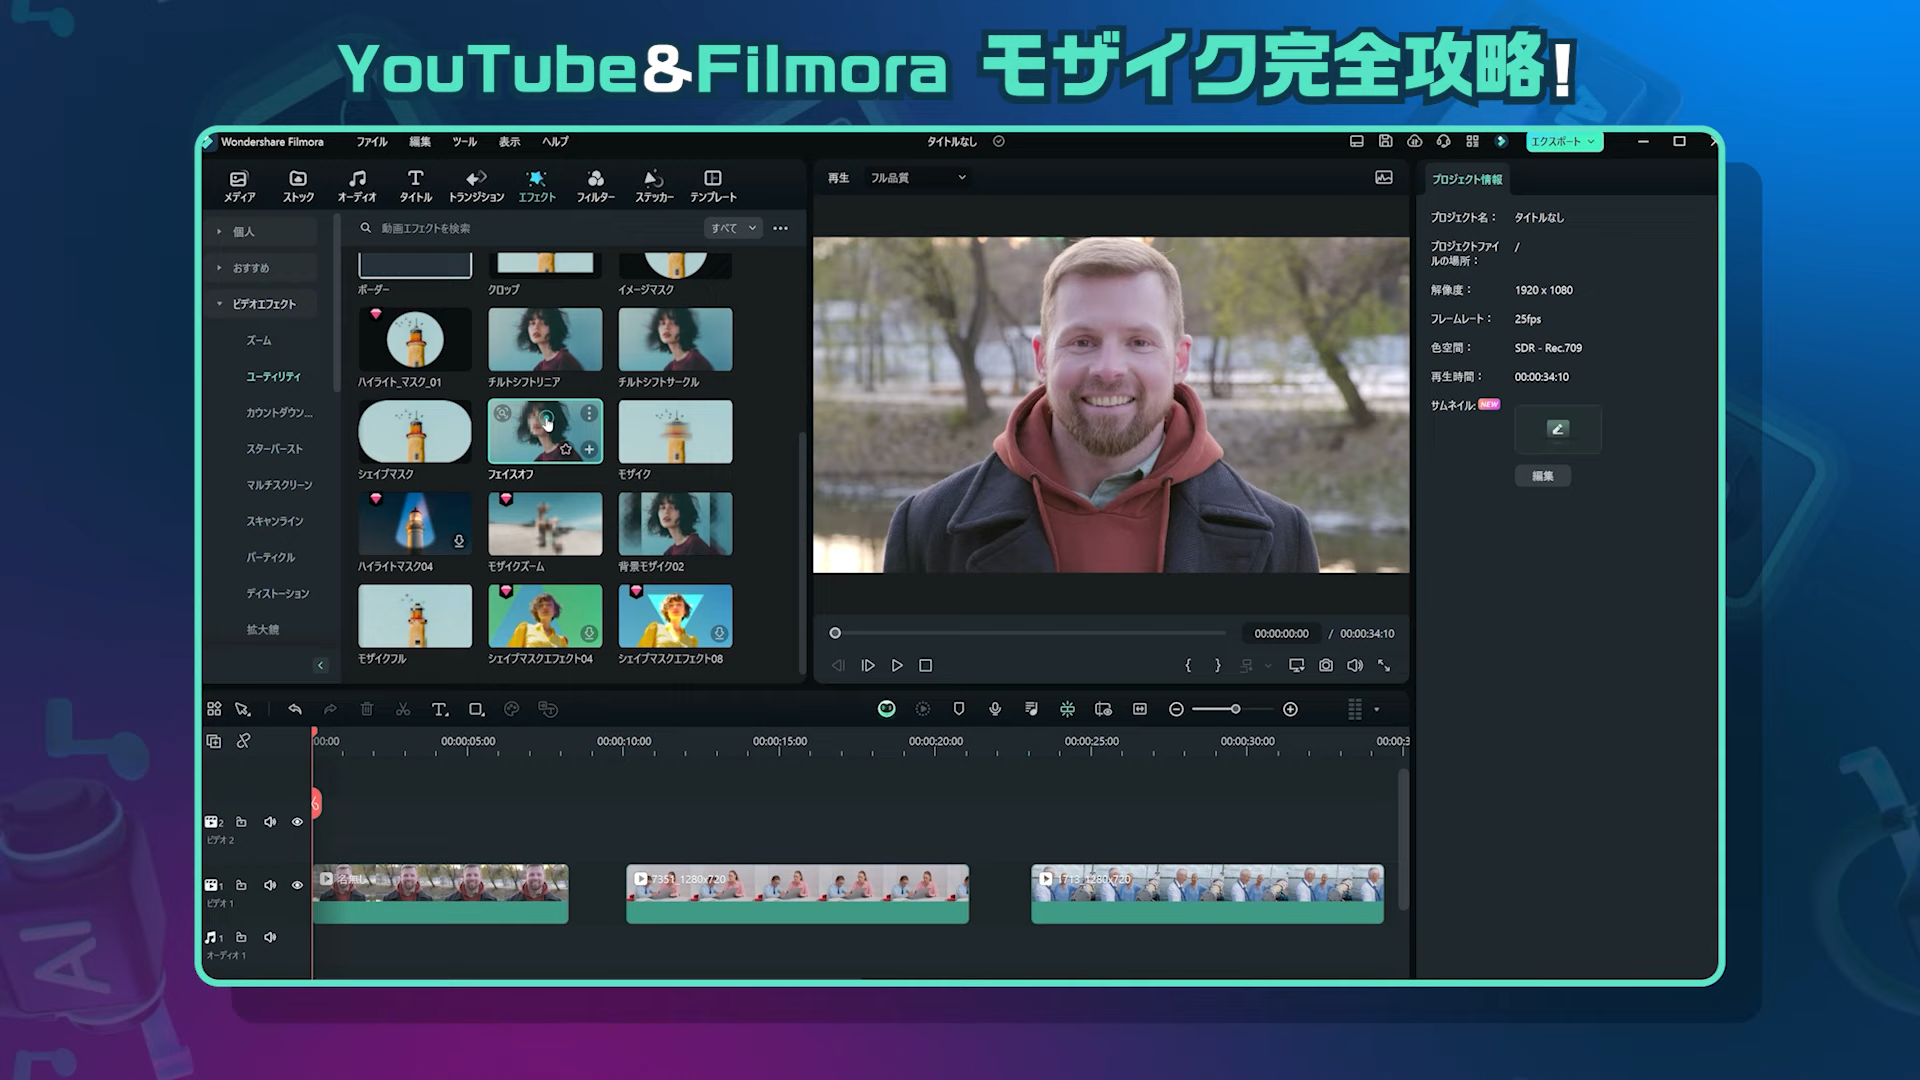 YouTube&Filmora モザイク完全攻略!
Wondershare Filmora ファイル 編集 ツール 表示 ヘルプ タイトルなし エクスポート
メディア ストック オーディオ タイトル トランジション エフェクト フィルター ステッカー テンプレート
個人
おすすめ
ビデオエフェクト
ズーム
ユーティリティ
カウントダウン...
スターバースト
マルチスクリーン
スキャンライン
パーティクル
ディストーション
拡大鏡
動画エフェクトを検索 すべて
ボーダー クロップ イメージマスク
ハイライト_マスク_01 チルトシフトリニア チルトシフトサークル
シェイプマスク フェイスオフ モザイク
ハイライトマスク04 モザイクズーム 背景モザイク02
モザイクフル シェイプマスクエフェクト04 シェイプマスクエフェクト08
再生 フル品質
00:00:00:00 / 00:00:34:10
プロジェクト情報
プロジェクト名： タイトルなし
プロジェクトファイルの場所： /
解像度： 1920 x 1080
フレームレート： 25fps
色空間： SDR - Rec.709
再生時間： 00:00:34:10
サムネイル: NEW
編集
00:00 00:00:05:00 00:00:10:00 00:00:15:00 00:00:20:00 00:00:25:00 00:00:30:00 00:00:3
2
ビデオ 2
1
ビデオ 1
名無し 7351_1280x720 1713_1280x720
1
オーディオ 1
AI